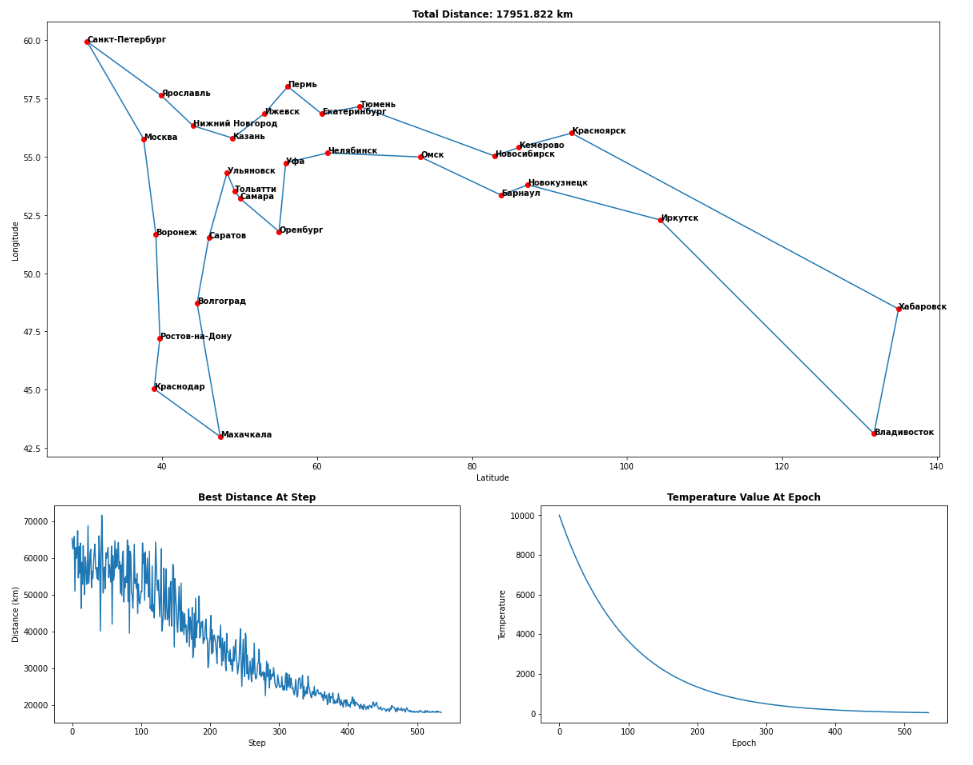 Total Distance: 17951.822 km
60.0
57.5
55.0
52.5
50.0
47.5
45.0
42.5
Longitude
Санкт-Петербург
Ярославль
Москва
Нижний Новгород
Казань
Ижевск
Пермь
Екатеринбург
Тюмень
Ульяновск
Тольятти
Самара
Уфа
Челябинск
Омск
Новосибирск
Кемерово
Красноярск
Барнаул
Новокузнецк
Иркутск
Воронеж
Саратов
Оренбург
Волгоград
Ростов-на-Дону
Краснодар
Махачкала
Хабаровск
Владивосток
40
60
80
100
120
140
Latitude
Best Distance At Step
70000
60000
50000
40000
30000
20000
Distance (km)
0
100
200
300
400
500
Step
Temperature Value At Epoch
10000
8000
6000
4000
2000
0
Temperature
0
100
200
300
400
500
Epoch